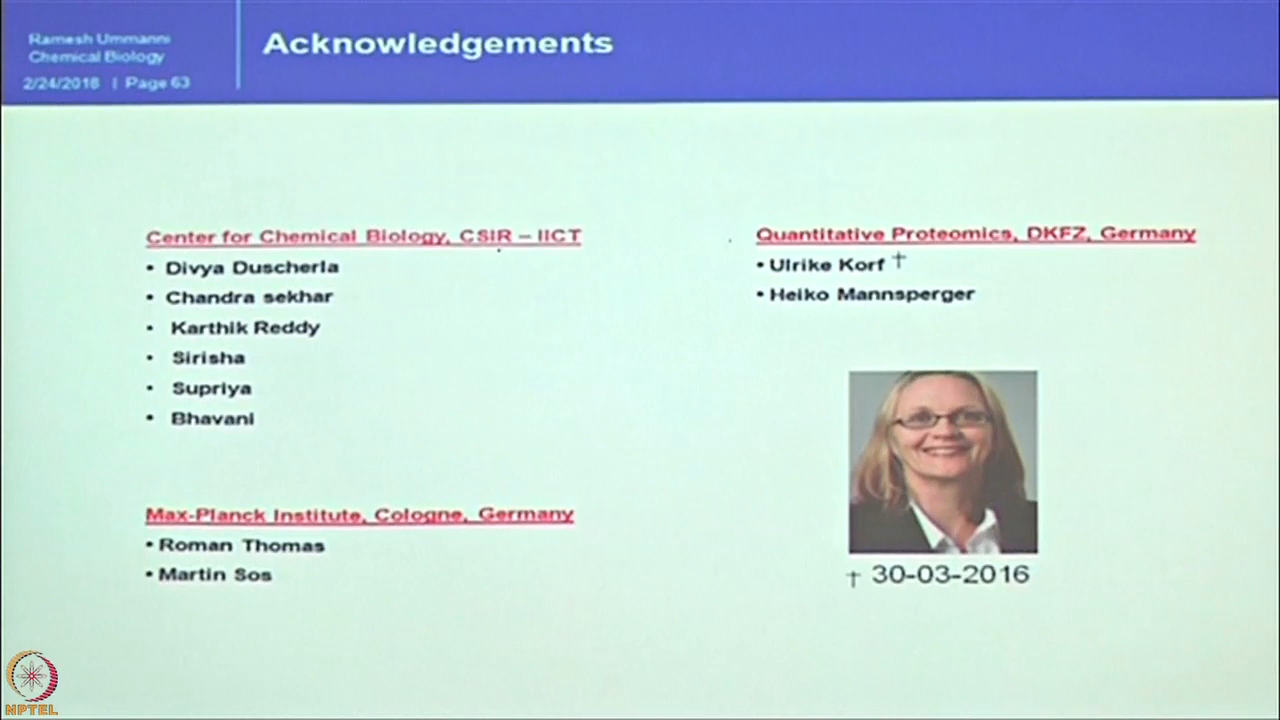 Ramesh Ummanni
Chemical Biology
2/24/2018 | Page 63
Acknowledgements
Center for Chemical Biology, CSIR – IICT
• Divya Duscherla
• Chandra sekhar
• Karthik Reddy
• Sirisha
• Supriya
• Bhavani
Max-Planck Institute, Cologne, Germany
• Roman Thomas
• Martin Sos
Quantitative Proteomics, DKFZ, Germany
• Ulrike Korf †
• Heiko Mannsperger
† 30-03-2016
NPTEL